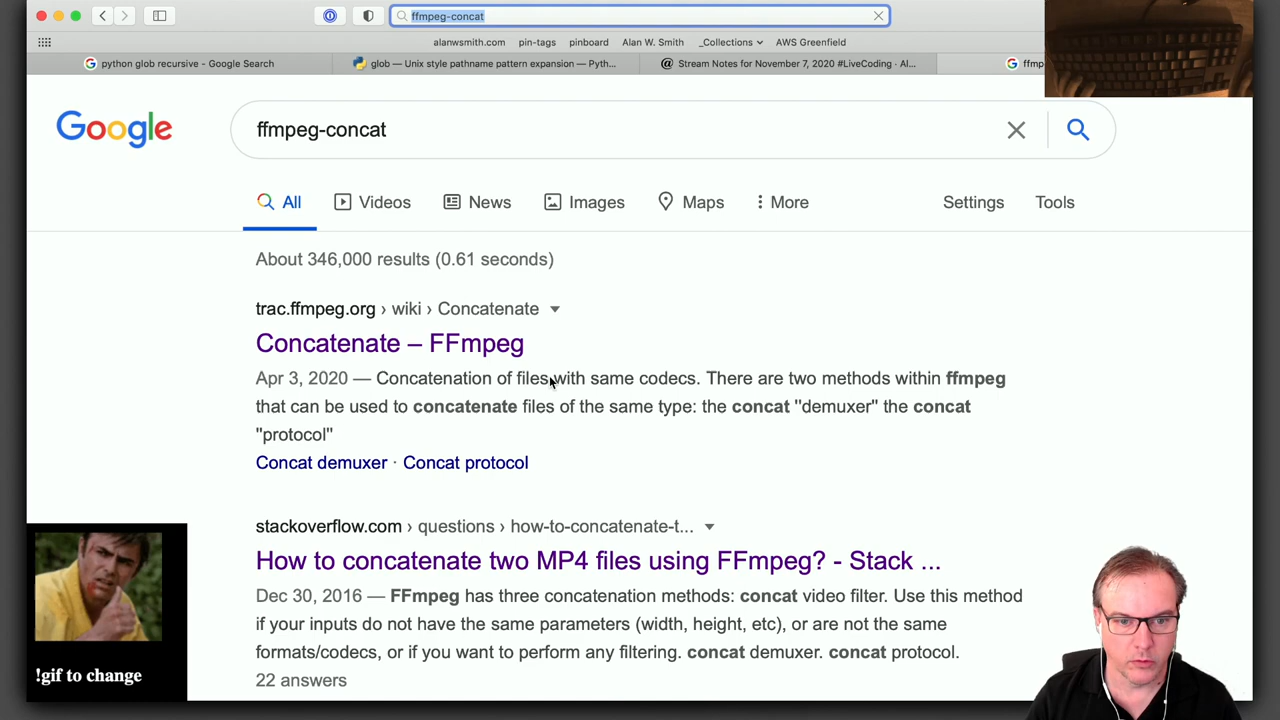 ffmpeg-concat
alanwsmith.com pin-tags pinboard Alan W. Smith _Collections AWS Greenfield
python glob recursive - Google Search glob — Unix style pathname pattern expansion — Pyth... Stream Notes for November 7, 2020 #LiveCoding · Al... ffmp
Google ffmpeg-concat
All Videos News Images Maps More Settings Tools
About 346,000 results (0.61 seconds)
trac.ffmpeg.org › wiki › Concatenate
Concatenate – FFmpeg
Apr 3, 2020 — Concatenation of files with same codecs. There are two methods within ffmpeg
that can be used to concatenate files of the same type: the concat "demuxer" the concat
"protocol"
Concat demuxer · Concat protocol
stackoverflow.com › questions › how-to-concatenate-t...
How to concatenate two MP4 files using FFmpeg? - Stack ...
Dec 30, 2016 — FFmpeg has three concatenation methods: concat video filter. Use this method
if your inputs do not have the same parameters (width, height, etc), or are not the same
formats/codecs, or if you want to perform any filtering. concat demuxer. concat protocol.
22 answers
!gif to change